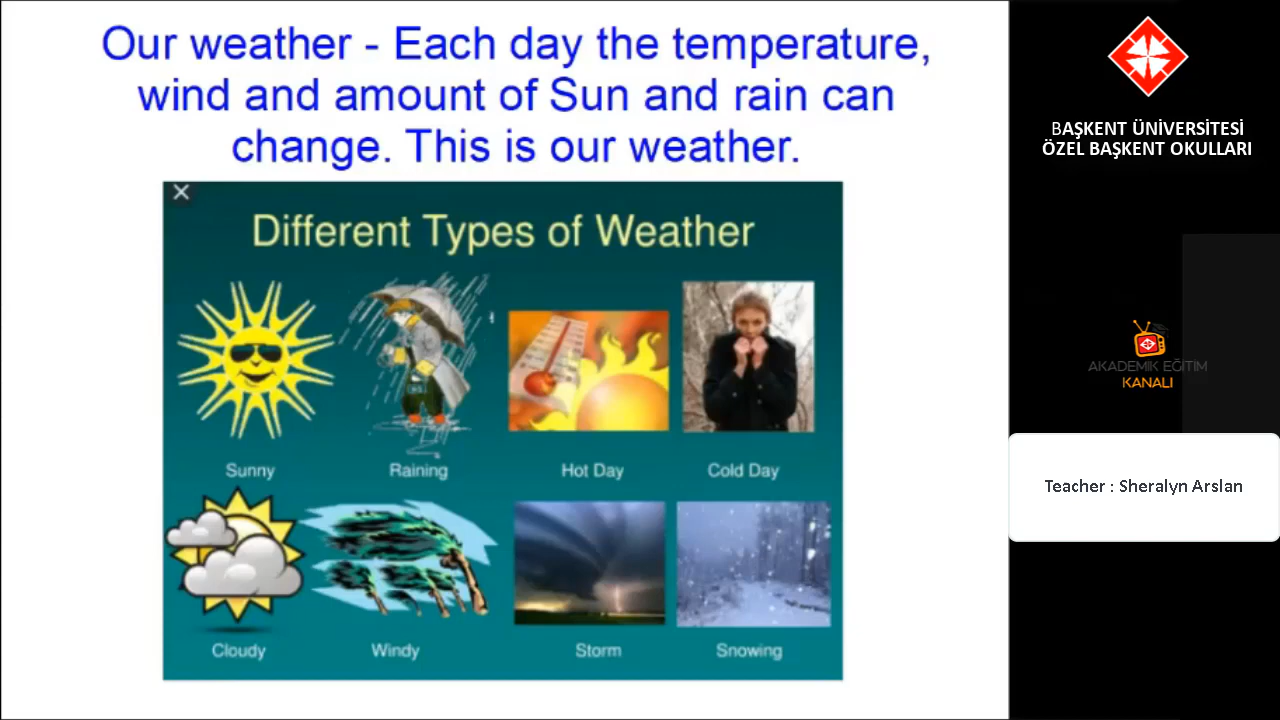 Our weather - Each day the temperature,
wind and amount of Sun and rain can
change. This is our weather.
Different Types of Weather
Sunny
Raining
Hot Day
Cold Day
Cloudy
Windy
Storm
Snowing
BAŞKENT ÜNİVERSİTESİ
ÖZEL BAŞKENT OKULLARI
AKADEMİK EĞİTİM
KANALI
Teacher : Sheralyn Arslan